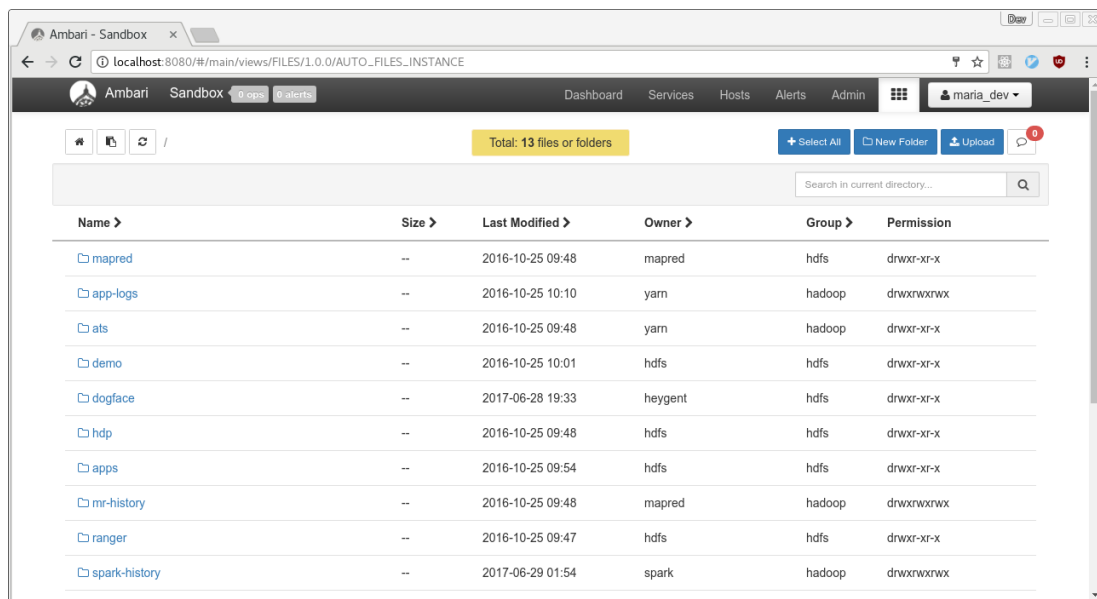 Dev
Ambari - Sandbox
localhost:8080/#/main/views/FILES/1.0.0/AUTO_FILES_INSTANCE
Ambari Sandbox 0 ops 0 alerts Dashboard Services Hosts Alerts Admin maria_dev
/ Total: 13 files or folders Select All New Folder Upload 0
Search in current directory...
Name Size Last Modified Owner Group Permission
mapred -- 2016-10-25 09:48 mapred hdfs drwxr-xr-x
app-logs -- 2016-10-25 10:10 yarn hadoop drwxrwxrwx
ats -- 2016-10-25 09:48 yarn hadoop drwxr-xr-x
demo -- 2016-10-25 10:01 hdfs hdfs drwxr-xr-x
dogface -- 2017-06-28 19:33 heygent hdfs drwxr-xr-x
hdp -- 2016-10-25 09:48 hdfs hdfs drwxr-xr-x
apps -- 2016-10-25 09:54 hdfs hdfs drwxr-xr-x
mr-history -- 2016-10-25 09:48 mapred hadoop drwxrwxrwx
ranger -- 2016-10-25 09:47 hdfs hdfs drwxr-xr-x
spark-history -- 2017-06-29 01:54 spark hadoop drwxrwxrwx